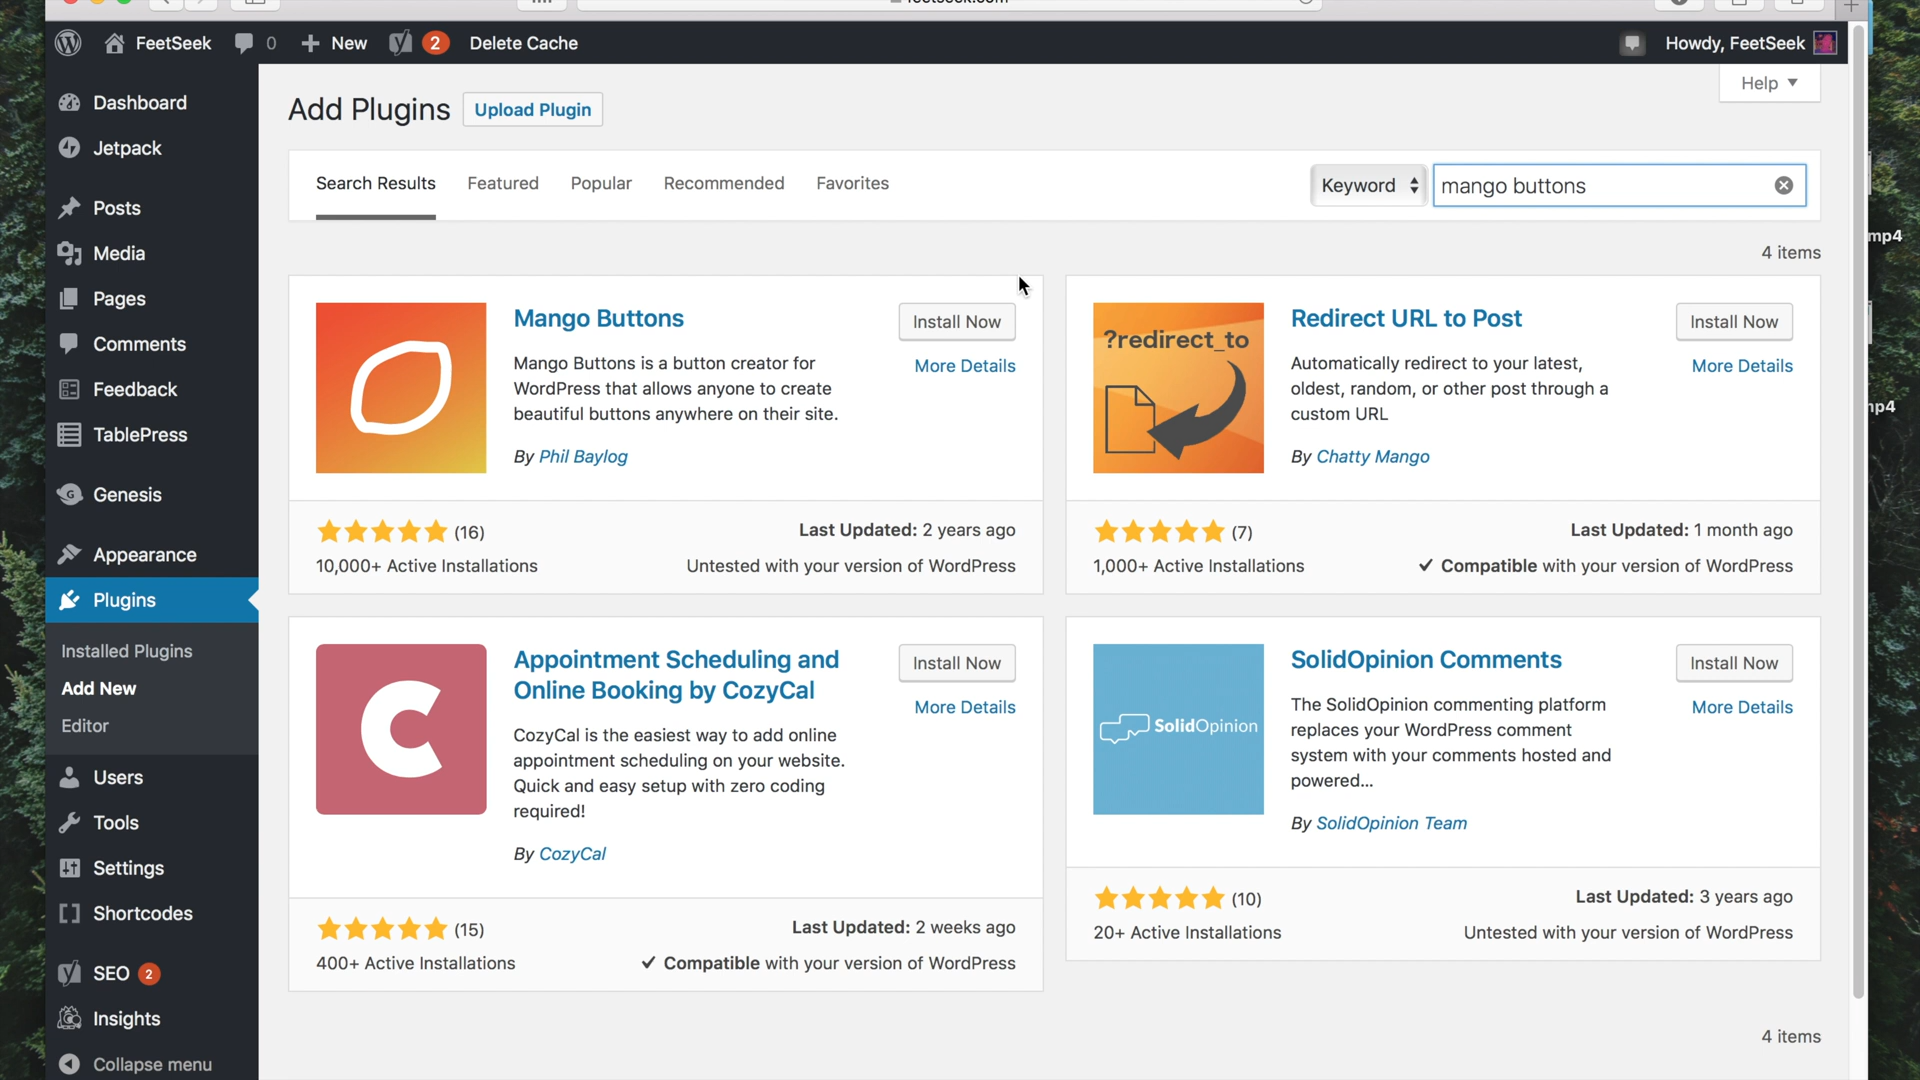 FeetSeek
0
New
2
Delete Cache
Howdy, FeetSeek
Help
Dashboard
Jetpack
Posts
Media
Pages
Comments
Feedback
TablePress
Genesis
Appearance
Plugins
Installed Plugins
Add New
Editor
Users
Tools
Settings
Shortcodes
SEO 2
Insights
Collapse menu
Add Plugins
Upload Plugin
Search Results
Featured
Popular
Recommended
Favorites
Keyword
mango buttons
4 items
Mango Buttons
Install Now
More Details
Mango Buttons is a button creator for
WordPress that allows anyone to create
beautiful buttons anywhere on their site.
By Phil Baylog
(16)
10,000+ Active Installations
Last Updated: 2 years ago
Untested with your version of WordPress
?redirect_to
Redirect URL to Post
Install Now
More Details
Automatically redirect to your latest,
oldest, random, or other post through a
custom URL
By Chatty Mango
(7)
1,000+ Active Installations
Last Updated: 1 month ago
✓ Compatible with your version of WordPress
C
Appointment Scheduling and
Online Booking by CozyCal
Install Now
More Details
CozyCal is the easiest way to add online
appointment scheduling on your website.
Quick and easy setup with zero coding
required!
By CozyCal
(15)
400+ Active Installations
Last Updated: 2 weeks ago
✓ Compatible with your version of WordPress
SolidOpinion
SolidOpinion Comments
Install Now
More Details
The SolidOpinion commenting platform
replaces your WordPress comment
system with your comments hosted and
powered...
By SolidOpinion Team
(10)
20+ Active Installations
Last Updated: 3 years ago
Untested with your version of WordPress
4 items
mp4